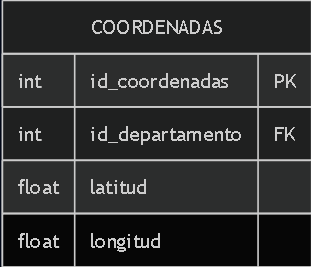 COORDENADAS
int id_coordenadas PK
int id_departamento FK
float latitud
float longitud